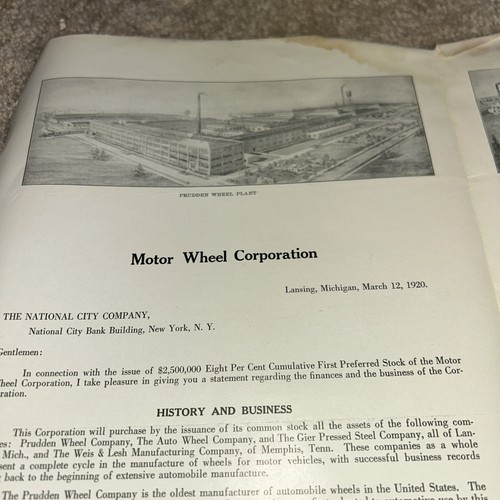 PRUDDEN WHEEL PLANT
Motor Wheel Corporation
Lansing, Michigan, March 12, 1920.
THE NATIONAL CITY COMPANY,
National City Bank Building, New York, N. Y.
Gentlemen:
In connection with the issue of $2,500,000 Eight Per Cent Cumulative First Preferred Stock of the Motor
heel Corporation, I take pleasure in giving you a statement regarding the finances and the business of the Cor-
ration.
HISTORY AND BUSINESS
This Corporation will purchase by the issuance of its common stock all the assets of the following com-
es: Prudden Wheel Company, The Auto Wheel Company, and The Gier Pressed Steel Company, all of Lan-
Mich., and The Weis & Lesh Manufacturing Company, of Memphis, Tenn. These companies as a whole
sent a complete cycle in the manufacture of wheels for motor vehicles, with successful business records
back to the beginning of extensive automobile manufacture.
The Prudden Wheel Company is the oldest manufacturer of automobile wheels in the United States. The